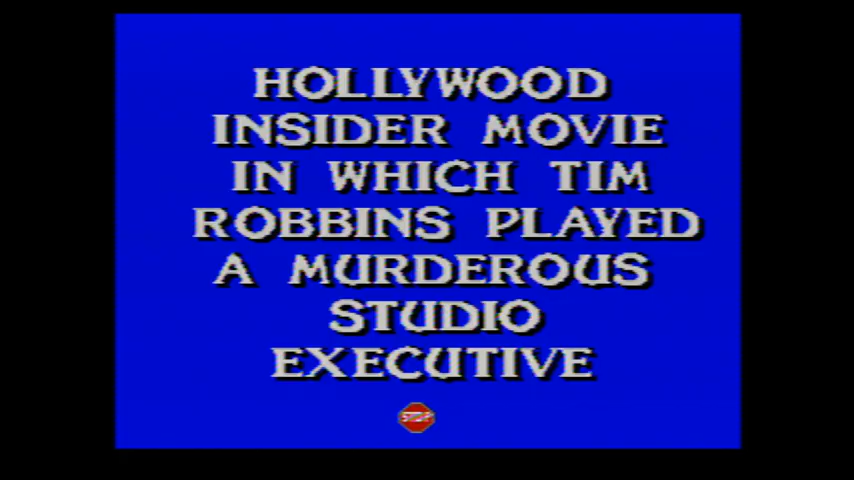 HOLLYWOOD
INSIDER MOVIE
IN WHICH TIM
ROBBINS PLAYED
A MURDEROUS
STUDIO
EXECUTIVE
STOP